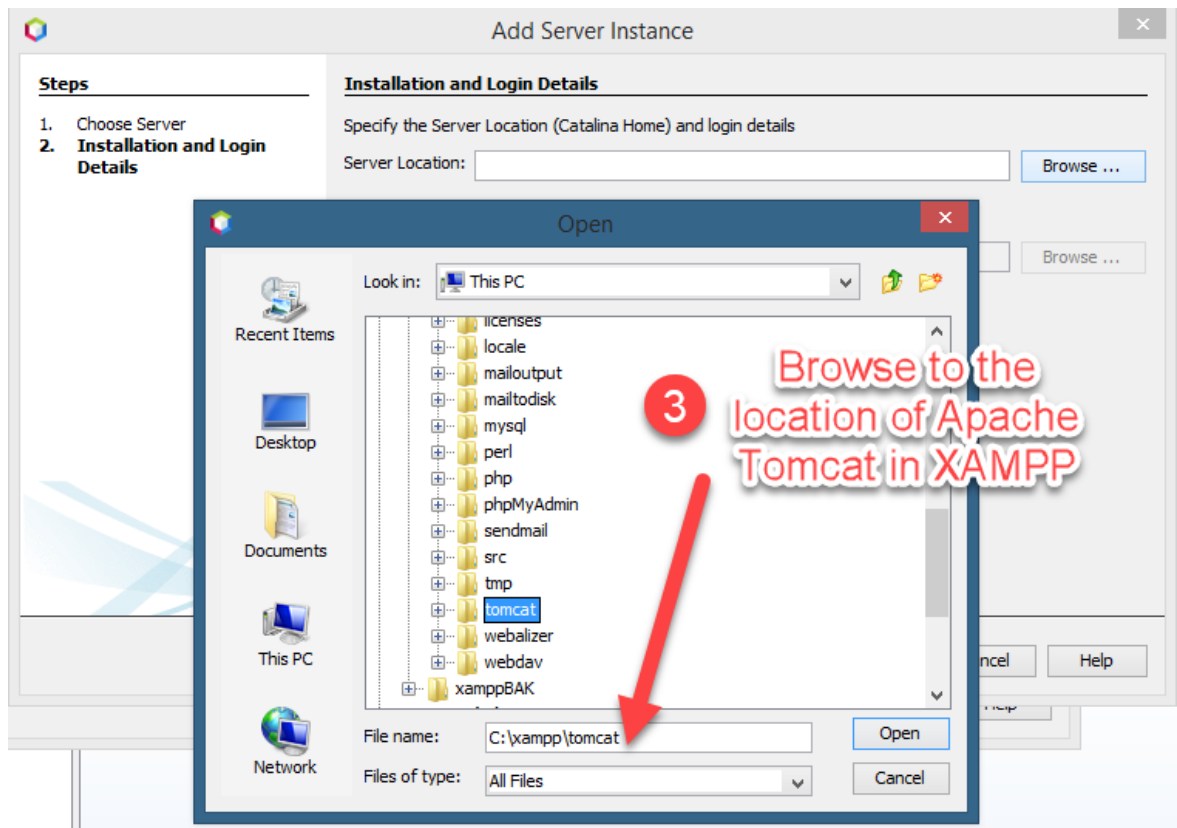 Add Server Instance
Steps
1. Choose Server
2. Installation and Login
Details
Installation and Login Details
Specify the Server Location (Catalina Home) and login details
Server Location:
Browse ...
Browse ...
Open
Look in:
This PC
Recent Items
Desktop
Documents
This PC
Network
licenses
locale
mailoutput
mailtodisk
mysql
perl
php
phpMyAdmin
sendmail
src
tmp
tomcat
webalizer
webdav
xamppBAK
3
Browse to the
location of Apache
Tomcat in XAMPP
File name:
C:\xampp\tomcat
Open
Files of type:
All Files
Cancel
ncel
Help